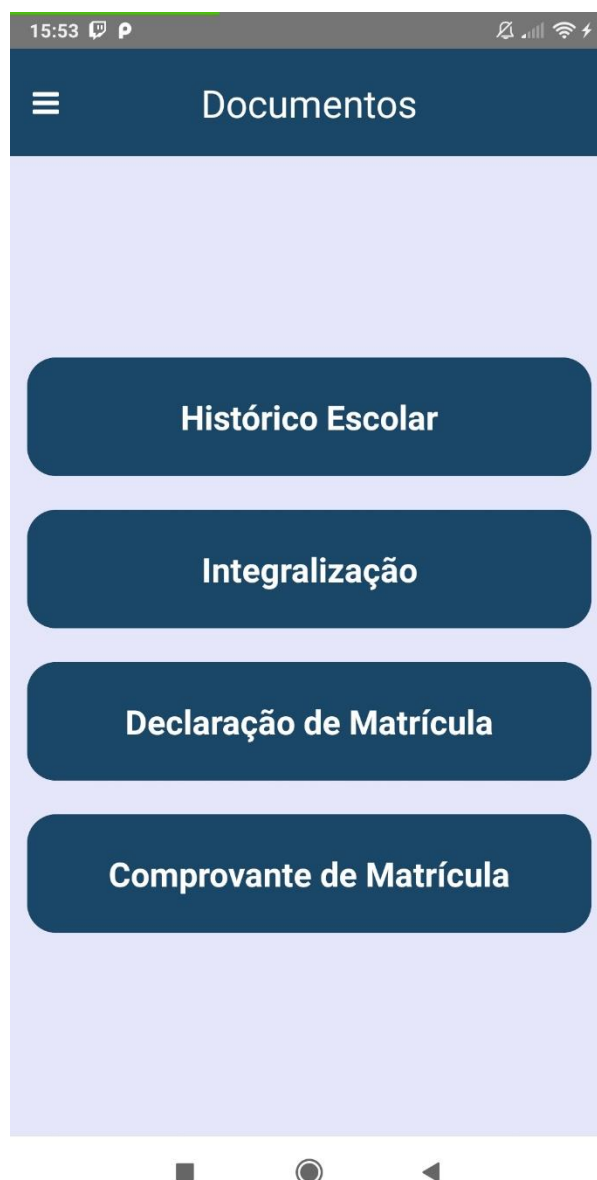 15:53
Documentos
Histórico Escolar
Integralização
Declaração de Matrícula
Comprovante de Matrícula